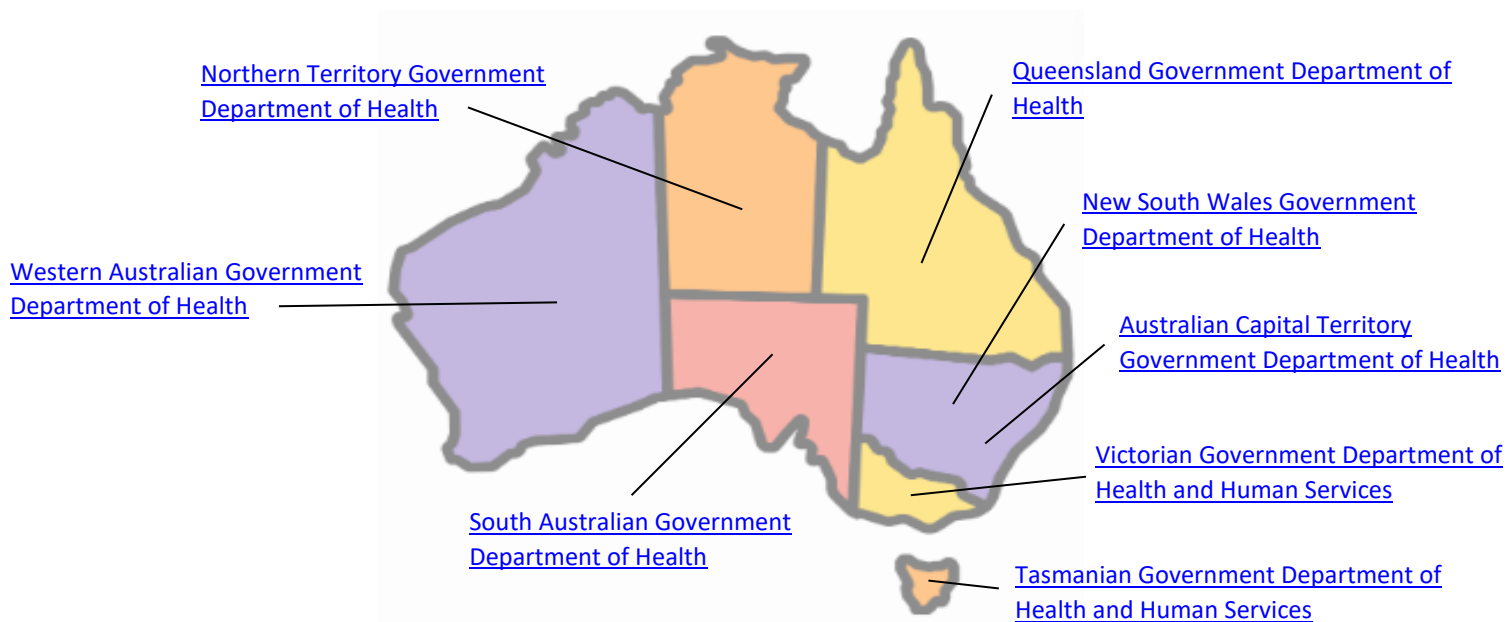 Northern Territory Government
Department of Health
Queensland Government Department of
Health
New South Wales Government
Department of Health
Western Australian Government
Department of Health
Australian Capital Territory
Government Department of Health
Victorian Government Department of
Health and Human Services
South Australian Government
Department of Health
Tasmanian Government Department of
Health and Human Services